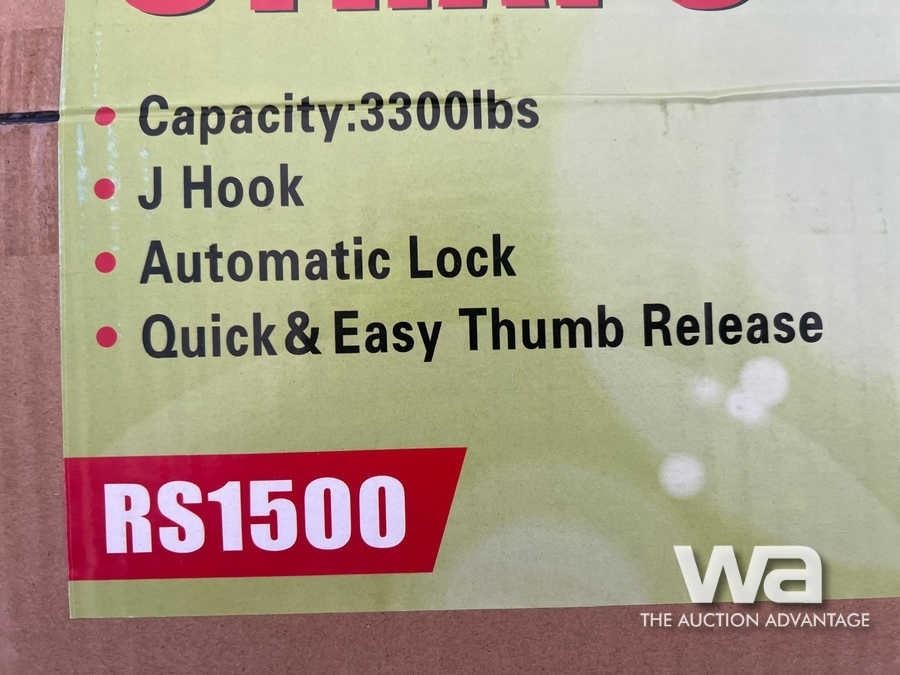 Capacity:3300lbs
J Hook
Automatic Lock
Quick & Easy Thumb Release
RS1500
wa
THE AUCTION ADVANTAGE